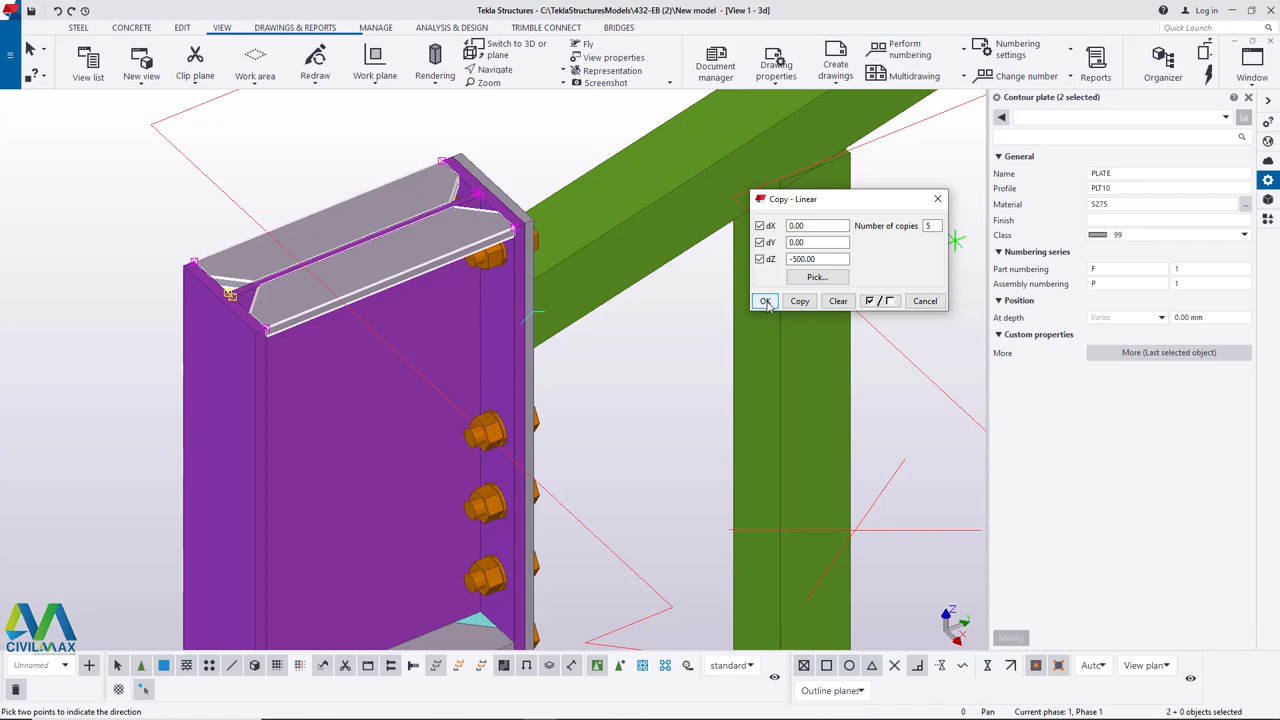 Tekla Structures - C:\TeklaStructuresModels\432-EB (2)\New model - [View 1 - 3d]
Log in
STEEL CONCRETE EDIT VIEW DRAWINGS & REPORTS MANAGE ANALYSIS & DESIGN TRIMBLE CONNECT BRIDGES
Quick Launch
View list
New view
Clip plane
Work area
Redraw
Work plane
Rendering
Switch to 3D or plane
Navigate
Zoom
Fly
View properties
Representation
Screenshot
Document manager
Drawing properties
Create drawings
Perform numbering
Multidrawing
Numbering settings
Change number
Reports
Organizer
Window
Contour plate (2 selected)
General
Name PLATE
Profile PLT10
Material S275 ...
Finish
Class 99
Numbering series
Part numbering F 1
Assembly numbering P 1
Position
At depth Varies 0.00 mm
Custom properties
More More (Last selected object)
Modify
Copy - Linear
dX 0.00 Number of copies 5
dY 0.00
dZ -500.00
Pick...
OK Copy Clear / Cancel
Z
CIVILMAX
Unnamed
standard
Auto
View plan
Outline planes
Pick two points to indicate the direction
0 Pan Current phase: 1, Phase 1 2 + 0 objects selected